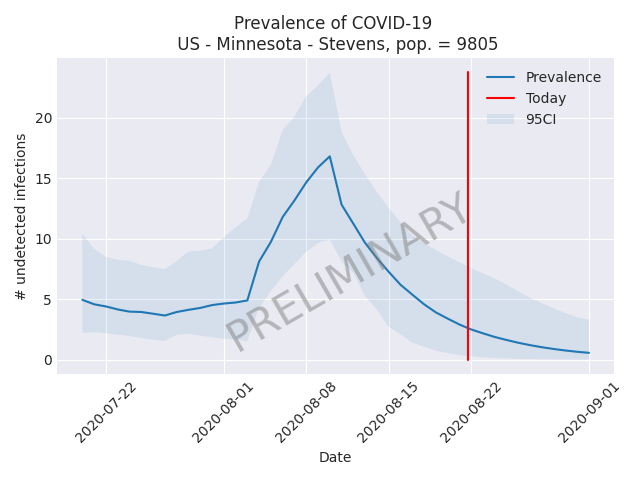 Prevalence of COVID-19
US - Minnesota - Stevens, pop. = 9805
Prevalence
Today
95CI
# undetected infections
20
15
10
5
0
PRELIMINARY
2020-07-22
2020-08-01
2020-08-08
2020-08-15
2020-08-22
2020-09-01
Date